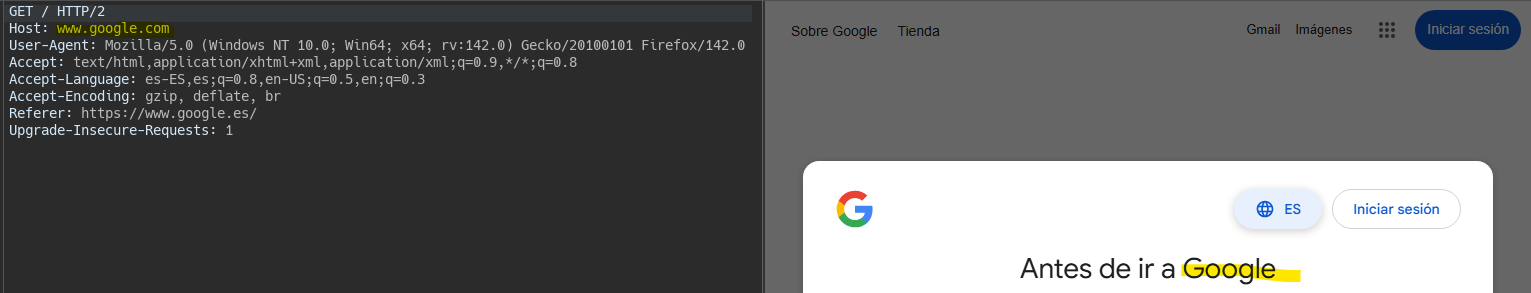 GET / HTTP/2
Host: www.google.com
User-Agent: Mozilla/5.0 (Windows NT 10.0; Win64; x64; rv:142.0) Gecko/20100101 Firefox/142.0
Accept: text/html,application/xhtml+xml,application/xml;q=0.9,*/*;q=0.8
Accept-Language: es-ES,es;q=0.8,en-US;q=0.5,en;q=0.3
Accept-Encoding: gzip, deflate, br
Referer: https://www.google.es/
Upgrade-Insecure-Requests: 1
Sobre Google Tienda Gmail Imágenes Iniciar sesión
ES Iniciar sesión
Antes de ir a Google